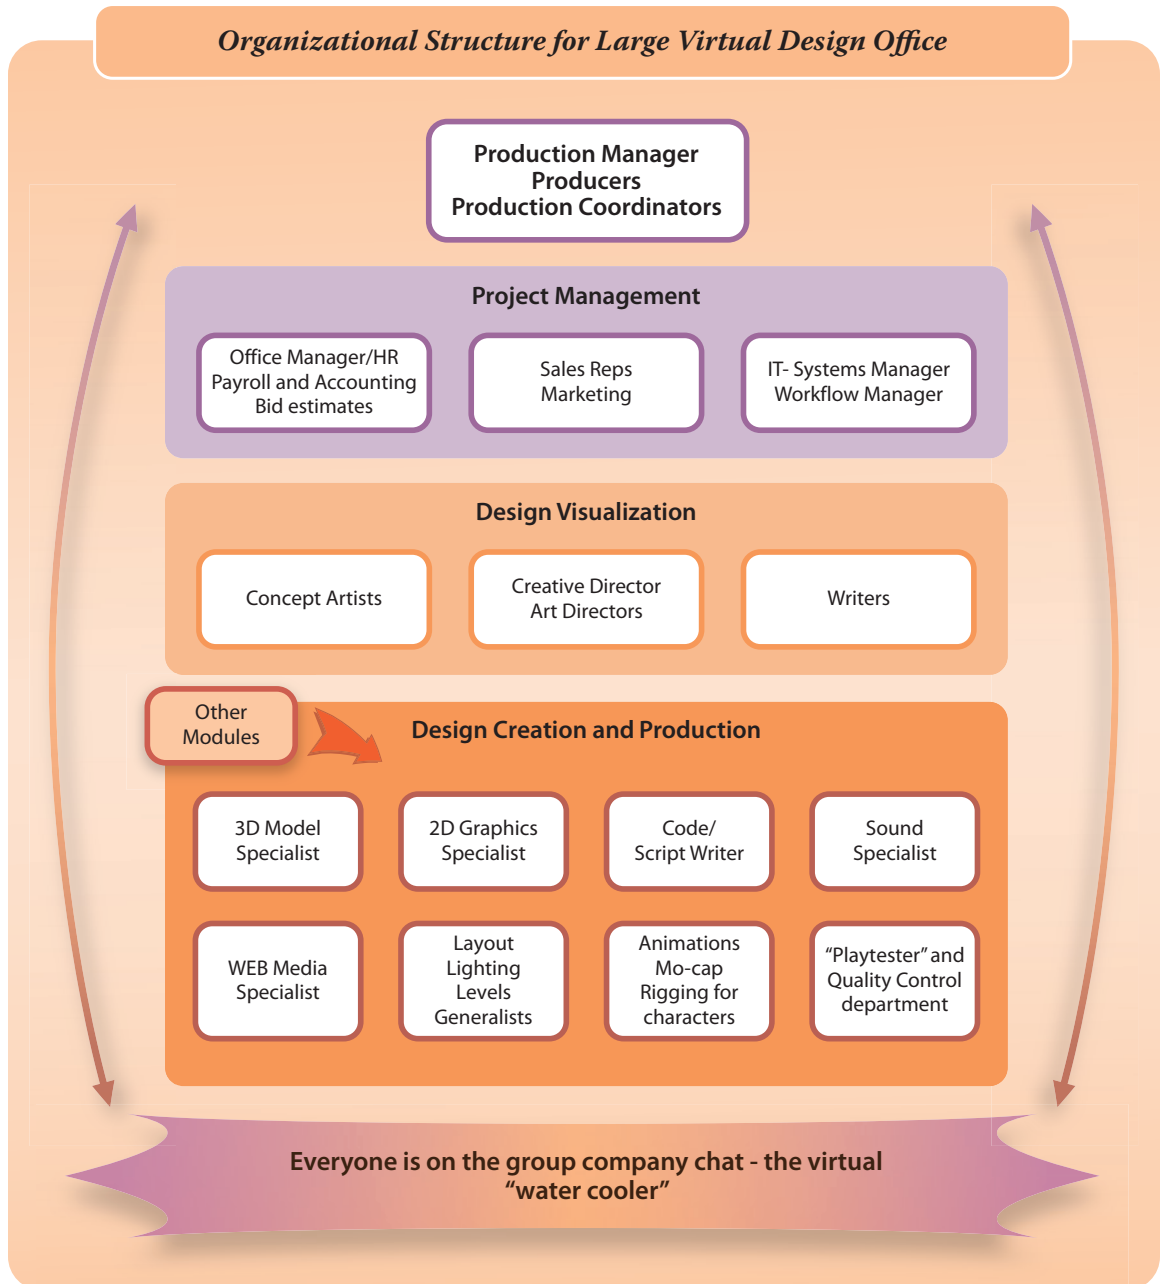 Organizational Structure for Large Virtual Design Office
Production Manager
Producers
Production Coordinators
Project Management
Office Manager/HR
Payroll and Accounting
Bid estimates
Sales Reps
Marketing
IT- Systems Manager
Workflow Manager
Design Visualization
Concept Artists
Creative Director
Art Directors
Writers
Other
Modules
Design Creation and Production
3D Model
Specialist
2D Graphics
Specialist
Code/
Script Writer
Sound
Specialist
WEB Media
Specialist
Layout
Lighting
Levels
Generalists
Animations
Mo-cap
Rigging for
characters
“Playtester” and
Quality Control
department
Everyone is on the group company chat - the virtual
“water cooler”